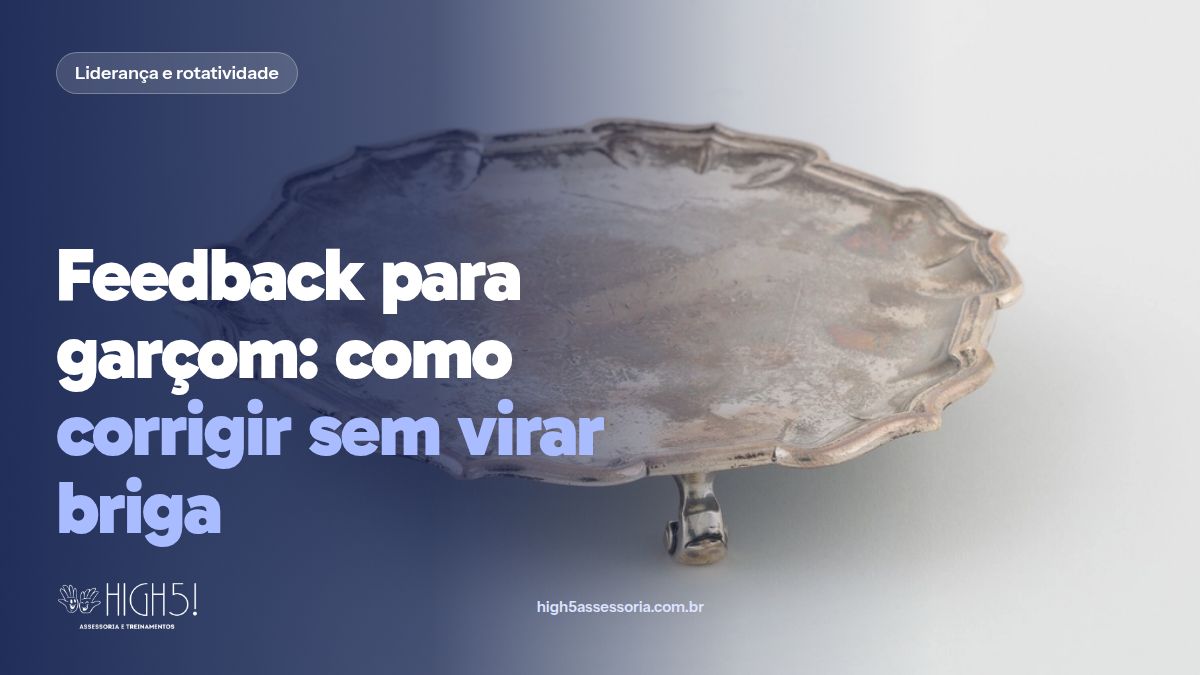 Liderança e rotatividade
Feedback para
garçom: como
corrigir sem virar
briga
HIGH5!
ASSESSORIA E TREINAMENTOS
high5assessoria.com.br